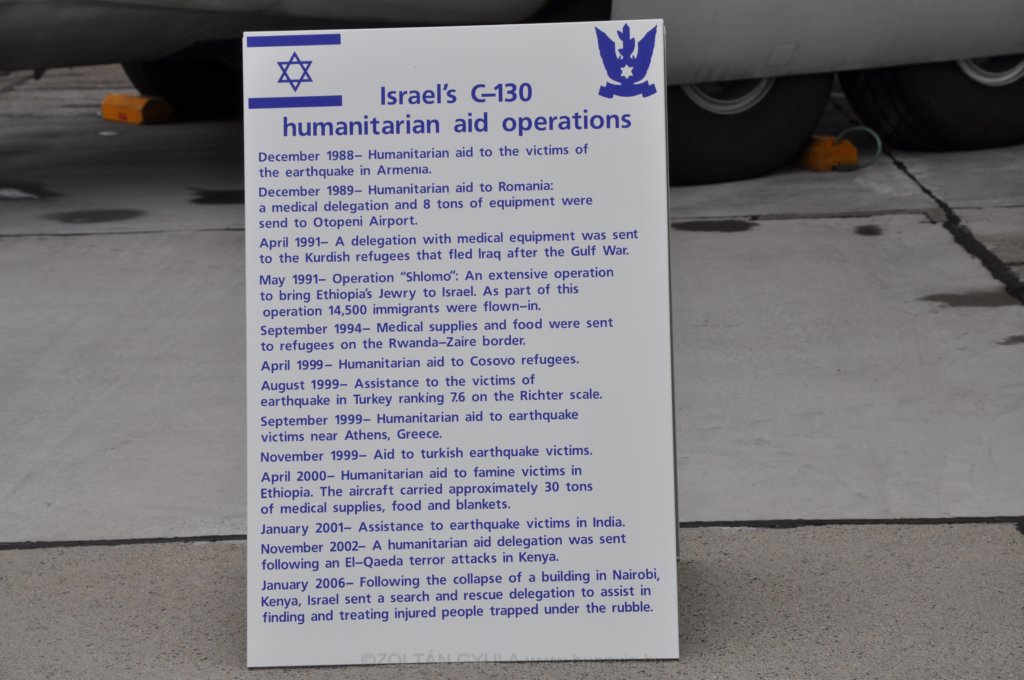 Israel's C–130
humanitarian aid operations
December 1988– Humanitarian aid to the victims of
the earthquake in Armenia.
December 1989– Humanitarian aid to Romania:
a medical delegation and 8 tons of equipment were
send to Otopeni Airport.
April 1991– A delegation with medical equipment was sent
to the Kurdish refugees that fled Iraq after the Gulf War.
May 1991– Operation "Shlomo": An extensive operation
to bring Ethiopia's Jewry to Israel. As part of this
operation 14,500 immigrants were flown–in.
September 1994– Medical supplies and food were sent
to refugees on the Rwanda–Zaire border.
April 1999– Humanitarian aid to Cosovo refugees.
August 1999– Assistance to the victims of
earthquake in Turkey ranking 7.6 on the Richter scale.
September 1999– Humanitarian aid to earthquake
victims near Athens, Greece.
November 1999– Aid to turkish earthquake victims.
April 2000– Humanitarian aid to famine victims in
Ethiopia. The aircraft carried approximately 30 tons
of medical supplies, food and blankets.
January 2001– Assistance to earthquake victims in India.
November 2002– A humanitarian aid delegation was sent
following an El–Qaeda terror attacks in Kenya.
January 2006– Following the collapse of a building in Nairobi,
Kenya, Israel sent a search and rescue delegation to assist in
finding and treating injured people trapped under the rubble.
©ZOLTÁN GYULA